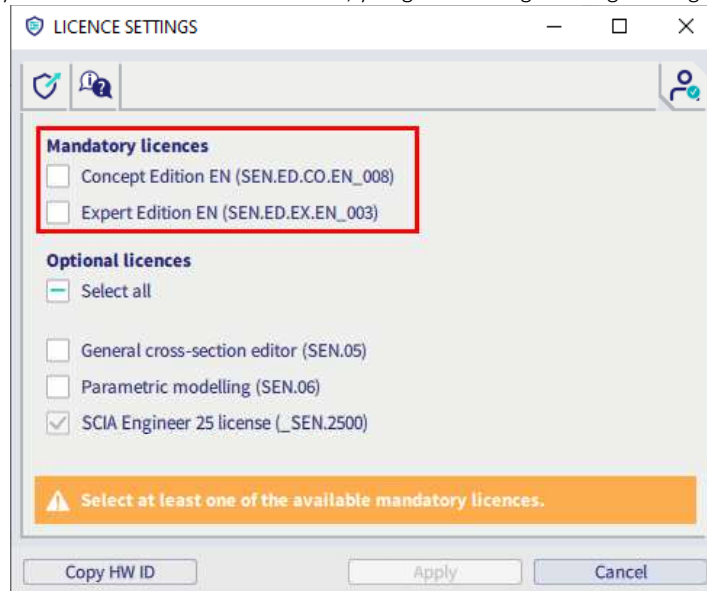 LICENCE SETTINGS
Mandatory licences
Concept Edition EN (SEN.ED.CO.EN_008)
Expert Edition EN (SEN.ED.EX.EN_003)
Optional licences
Select all
General cross-section editor (SEN.05)
Parametric modelling (SEN.06)
SCIA Engineer 25 license (_SEN.2500)
Select at least one of the available mandatory licences.
Copy HW ID Apply Cancel